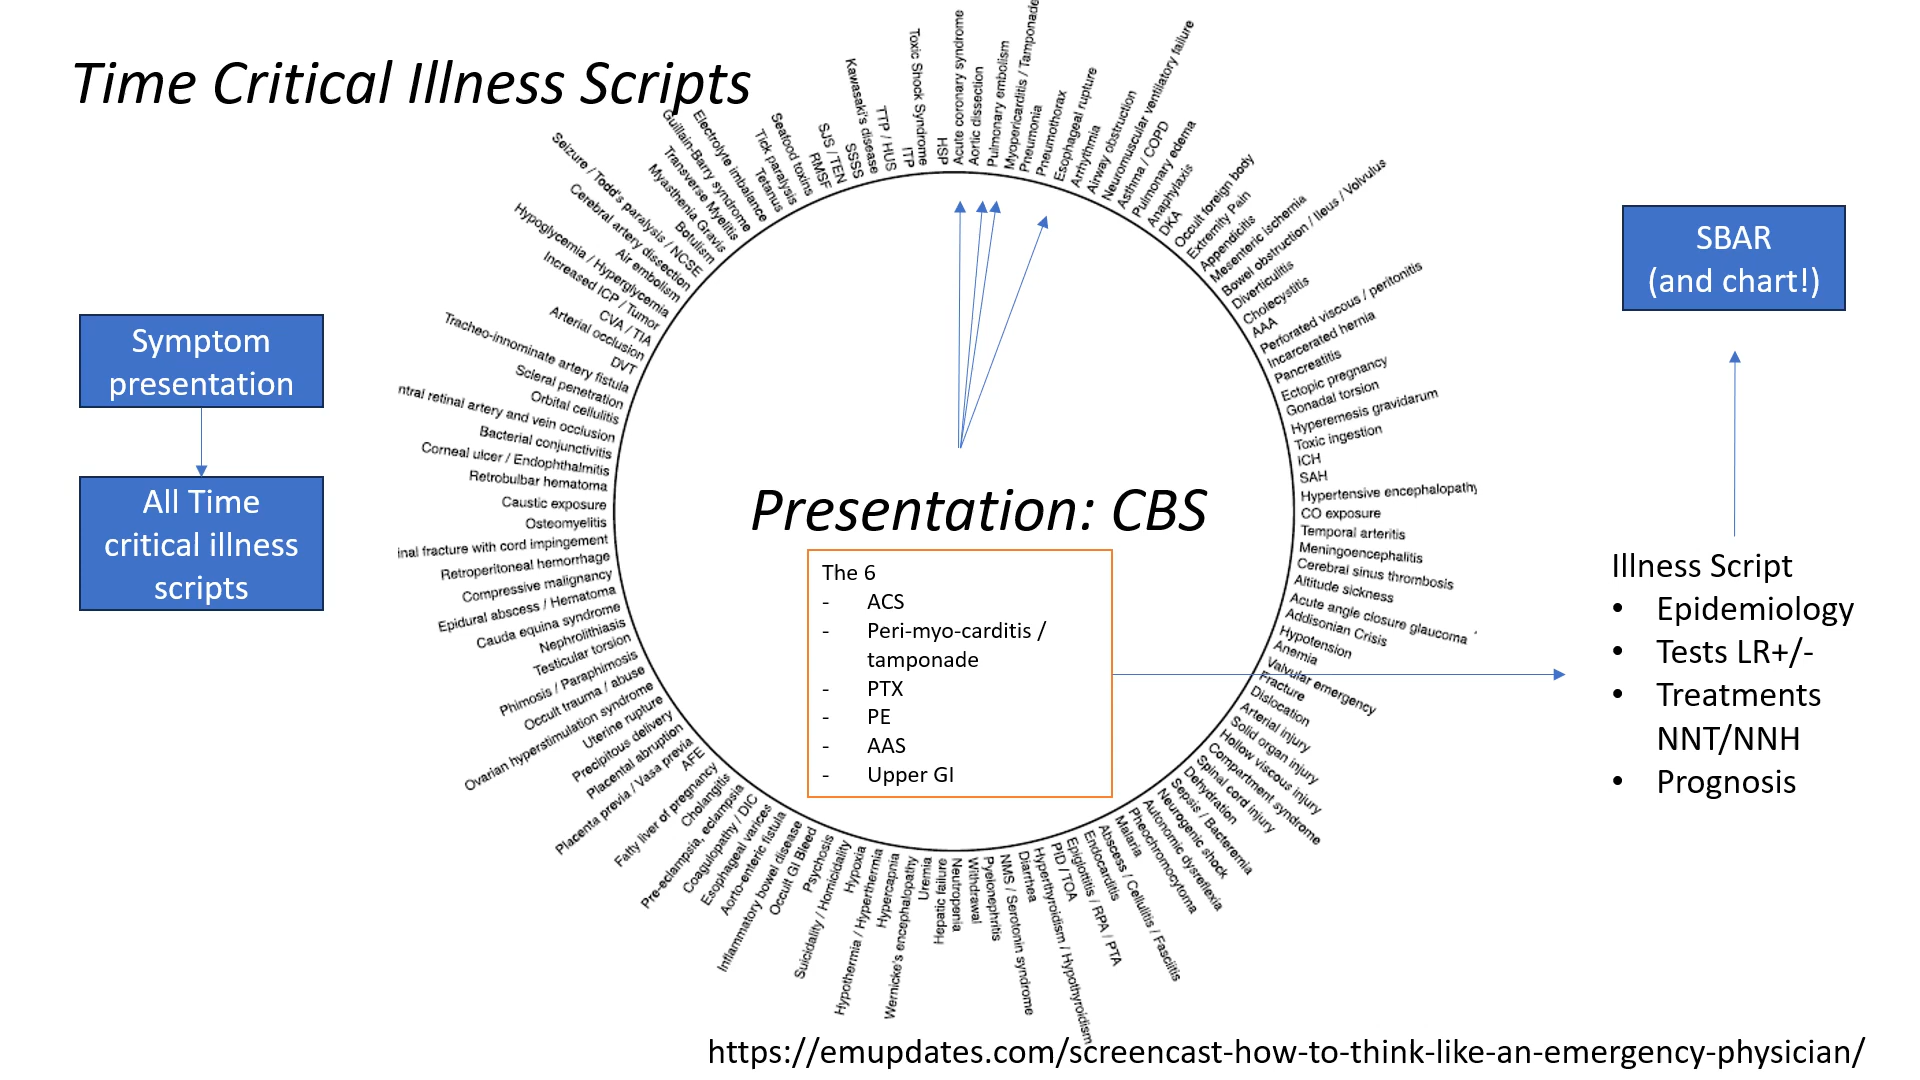 Time Critical Illness Scripts
Symptom
presentation
All Time
critical illness
scripts
Acute coronary syndrome
Aortic dissection
Pulmonary embolism
Myopericarditis / Tamponade
Pneumonia
Pneumothorax
Esophageal rupture
Arrhythmia
Airway obstruction
Neuromuscular ventilatory failure
Asthma / COPD
Pulmonary edema
Anaphylaxis
DKA
Occult foreign body
Extremity Pain
Appendicitis
Mesenteric ischemia
Bowel obstruction / Ileus / Volvulus
Diverticulitis
Cholecystitis
AAA
Perforated viscous / peritonitis
Incarcerated hernia
Pancreatitis
Ectopic pregnancy
Gonadal torsion
Hyperemesis gravidarum
Toxic ingestion
ICH
SAH
Hypertensive encephalopathy
CO exposure
Temporal arteritis
Meningoencephalitis
Cerebral sinus thrombosis
Altitude sickness
Acute angle closure glaucoma
Addisonian Crisis
Hypotension
Anemia
Valvular emergency
Fracture
Dislocation
Arterial injury
Solid organ injury
Hollow viscous injury
Compartment syndrome
Spinal cord injury
Dehydration
Sepsis / Bacteremia
Neurogenic shock
Autonomic dysreflexia
Pheochromocytoma
Malaria
Abscess / Cellulitis / Fasciitis
Endocarditis
Epiglottitis / RPA / PTA
PID / TOA
Hyperthyroidism / Hypothyroidism
Diarrhea
NMS / Serotonin syndrome
Pyelonephritis
Withdrawal
Neutropenia
Hepatic failure
Uremia
Wernicke's encephalopathy
Hypercapnia
Hypothermia / Hyperthermia
Hypoxia
Suicidality / Homicidality
Psychosis
Occult GI Bleed
Inflammatory bowel disease
Aorto-enteric fistula
Esophageal varices
Coagulopathy / DIC
Pre-eclampsia, eclampsia
Cholangitis
Fatty liver of pregnancy
AFE
Placenta previa / Vasa previa
Placental abruption
Precipitous delivery
Uterine rupture
Ovarian hyperstimulation syndrome
Occult trauma / abuse
Phimosis / Paraphimosis
Testicular torsion
Nephrolithiasis
Cauda equina syndrome
Epidural abscess / Hematoma
Compressive malignancy
Retroperitoneal hemorrhage
inal fracture with cord impingement
Osteomyelitis
Caustic exposure
Retrobulbar hematoma
Corneal ulcer / Endophthalmitis
Bacterial conjunctivitis
ntral retinal artery and vein occlusion
Orbital cellulitis
Scleral penetration
Tracheo-innominate artery fistula
DVT
Arterial occlusion
CVA / TIA
Increased ICP / Tumor
Hypoglycemia / Hyperglycemia
Air embolism
Cerebral artery dissection
Seizure / Todd's paralysis / NCSE
Botulism
Myasthenia Gravis
Transverse Myelitis
Guillain-Barry syndrome
Electrolyte imbalance
Tetanus
Tick paralysis
Seafood toxins
RMSF
SJS / TEN
SSSS
Kawasaki's disease
TTP / HUS
ITP
Toxic Shock Syndrome
HSP
Presentation: CBS
The 6
- ACS
- Peri-myo-carditis /
tamponade
- PTX
- PE
- AAS
- Upper GI
SBAR
(and chart!)
Illness Script
• Epidemiology
• Tests LR+/-
• Treatments
NNT/NNH
• Prognosis
https://emupdates.com/screencast-how-to-think-like-an-emergency-physician/